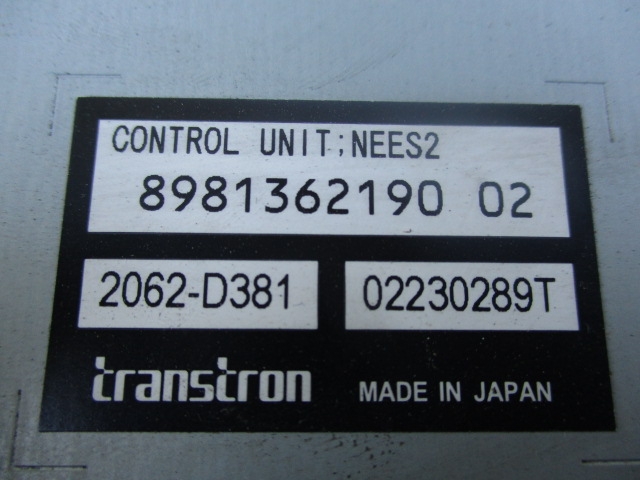 CONTROL UNIT;NEES2
8981362190 02
2062-D381 02230289T
transtron MADE IN JAPAN